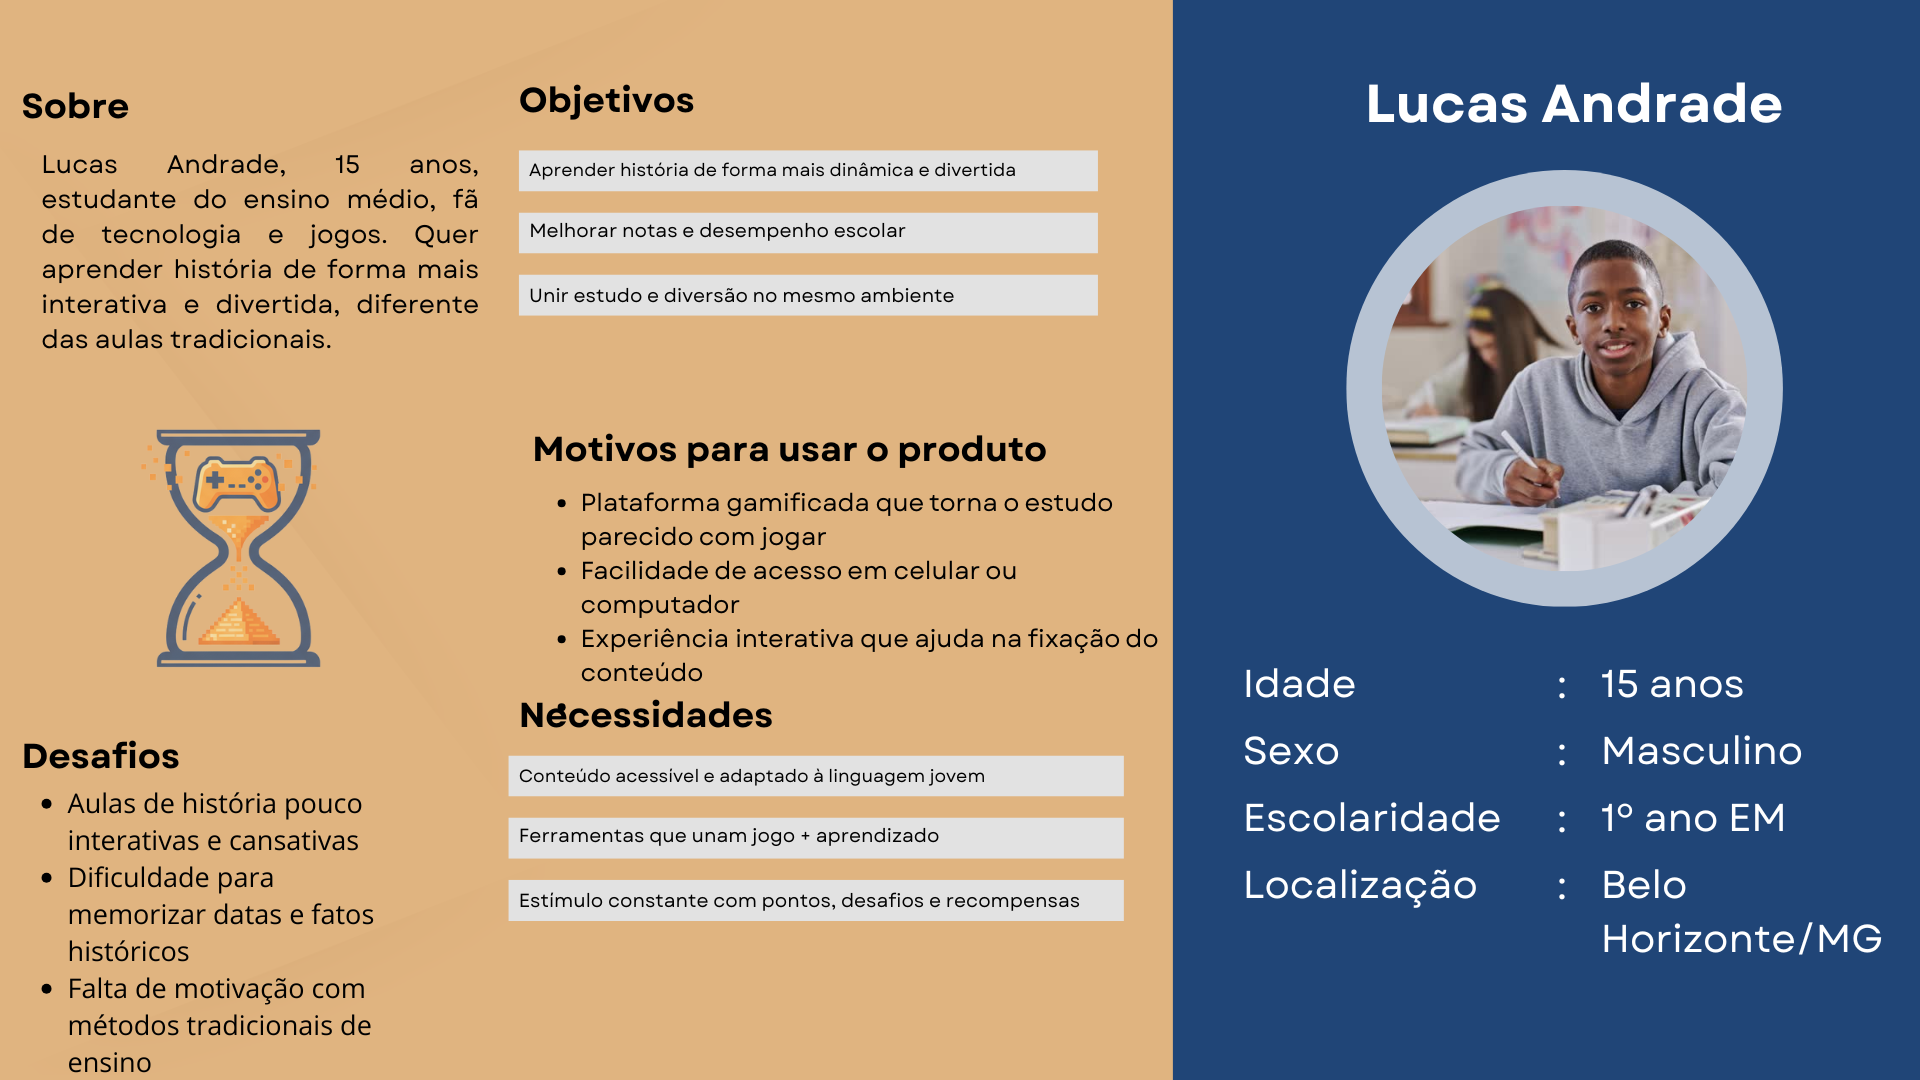 Sobre
Lucas Andrade, 15 anos,
estudante do ensino médio, fã
de tecnologia e jogos. Quer
aprender história de forma mais
interativa e divertida, diferente
das aulas tradicionais.
Desafios
• Aulas de história pouco
interativas e cansativas
• Dificuldade para
memorizar datas e fatos
históricos
• Falta de motivação com
métodos tradicionais de
ensino
Objetivos
Aprender história de forma mais dinâmica e divertida
Melhorar notas e desempenho escolar
Unir estudo e diversão no mesmo ambiente
Motivos para usar o produto
• Plataforma gamificada que torna o estudo
parecido com jogar
• Facilidade de acesso em celular ou
computador
• Experiência interativa que ajuda na fixação do
conteúdo
Necessidades
Conteúdo acessível e adaptado à linguagem jovem
Ferramentas que unam jogo + aprendizado
Estímulo constante com pontos, desafios e recompensas
Lucas Andrade
Idade : 15 anos
Sexo : Masculino
Escolaridade : 1º ano EM
Localização : Belo
Horizonte/MG